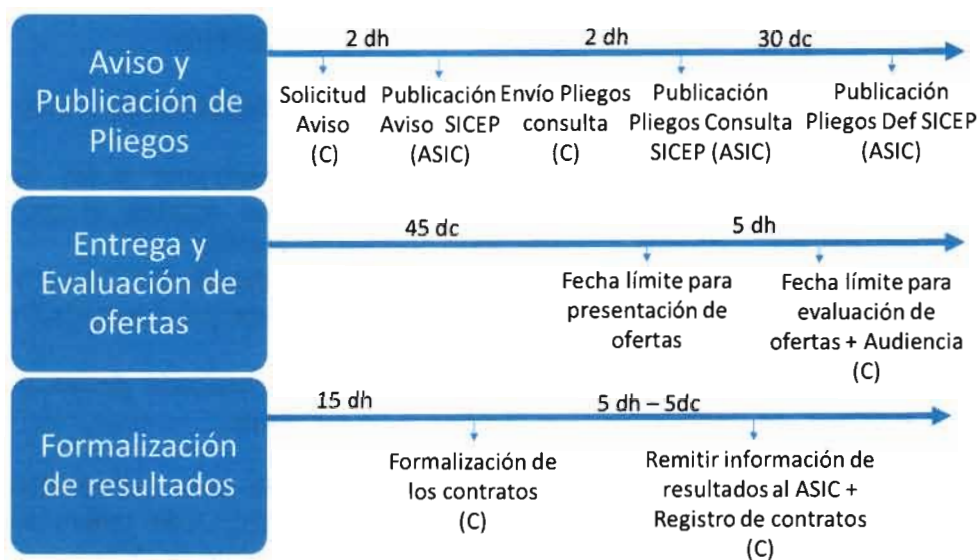 Aviso y
Publicación de
Pliegos
2 dh
2 dh
30 dc
Solicitud
Aviso
(C)
Publicación
Aviso SICEP
(ASIC)
Envío Pliegos
consulta
(C)
Publicación
Pliegos Consulta
SICEP (ASIC)
Publicación
Pliegos Def SICEP
(ASIC)
Entrega y
Evaluación de
ofertas
45 dc
5 dh
Fecha límite para
presentación de
ofertas
Fecha límite para
evaluación de
ofertas + Audiencia
(C)
Formalización
de resultados
15 dh
5 dh – 5dc
Formalización de
los contratos
(C)
Remitir información de
resultados al ASIC +
Registro de contratos
(C)